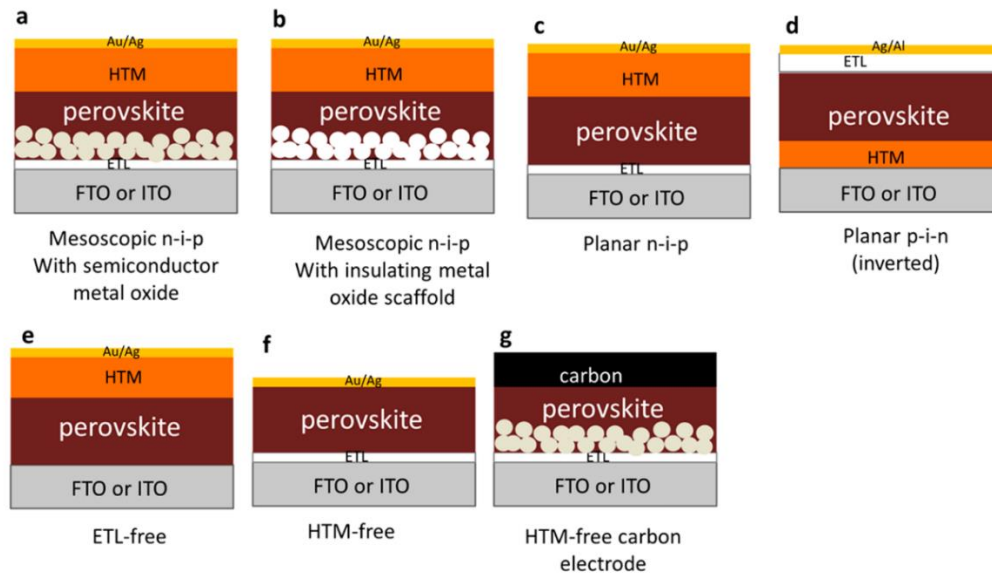 a
Au/Ag
HTM
perovskite
ETL
FTO or ITO
Mesoscopic n-i-p
With semiconductor
metal oxide
b
Au/Ag
HTM
perovskite
ETL
FTO or ITO
Mesoscopic n-i-p
With insulating metal
oxide scaffold
c
Au/Ag
HTM
perovskite
ETL
FTO or ITO
Planar n-i-p
d
Ag/Al
ETL
perovskite
HTM
FTO or ITO
Planar p-i-n
(inverted)
e
Au/Ag
HTM
perovskite
FTO or ITO
ETL-free
f
Au/Ag
perovskite
ETL
FTO or ITO
HTM-free
g
carbon
perovskite
ETL
FTO or ITO
HTM-free carbon
electrode